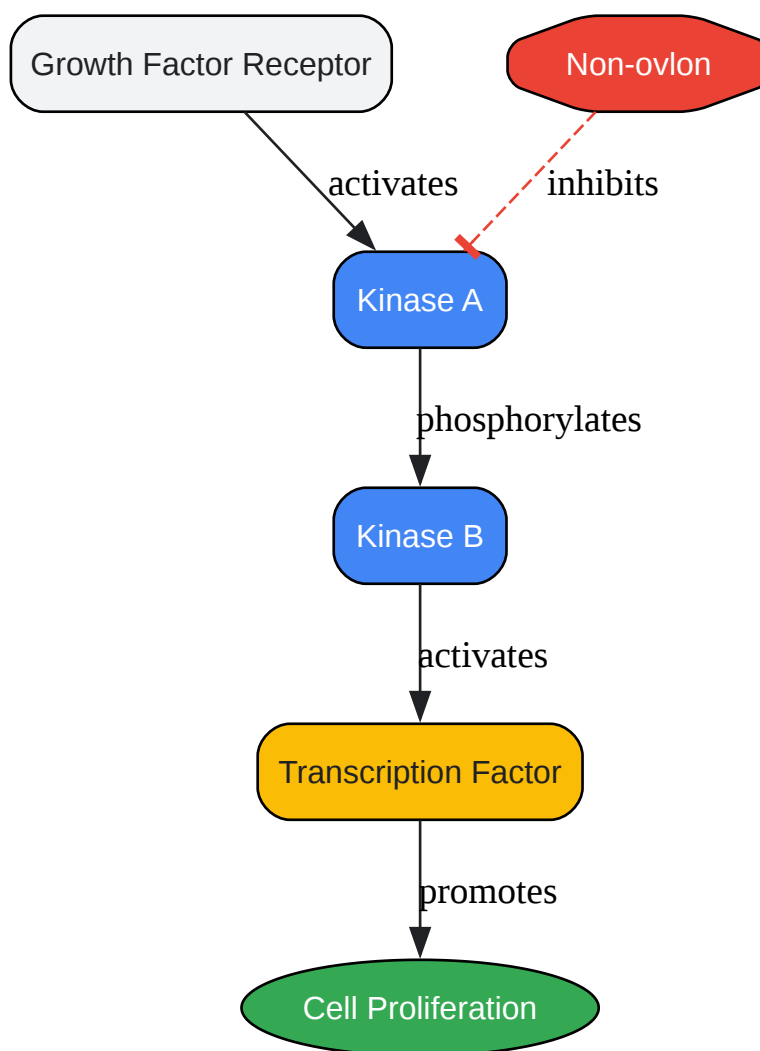 Growth Factor Receptor
Non-ovlon
activates
inhibits
Kinase A
phosphorylates
Kinase B
activates
Transcription Factor
promotes
Cell Proliferation